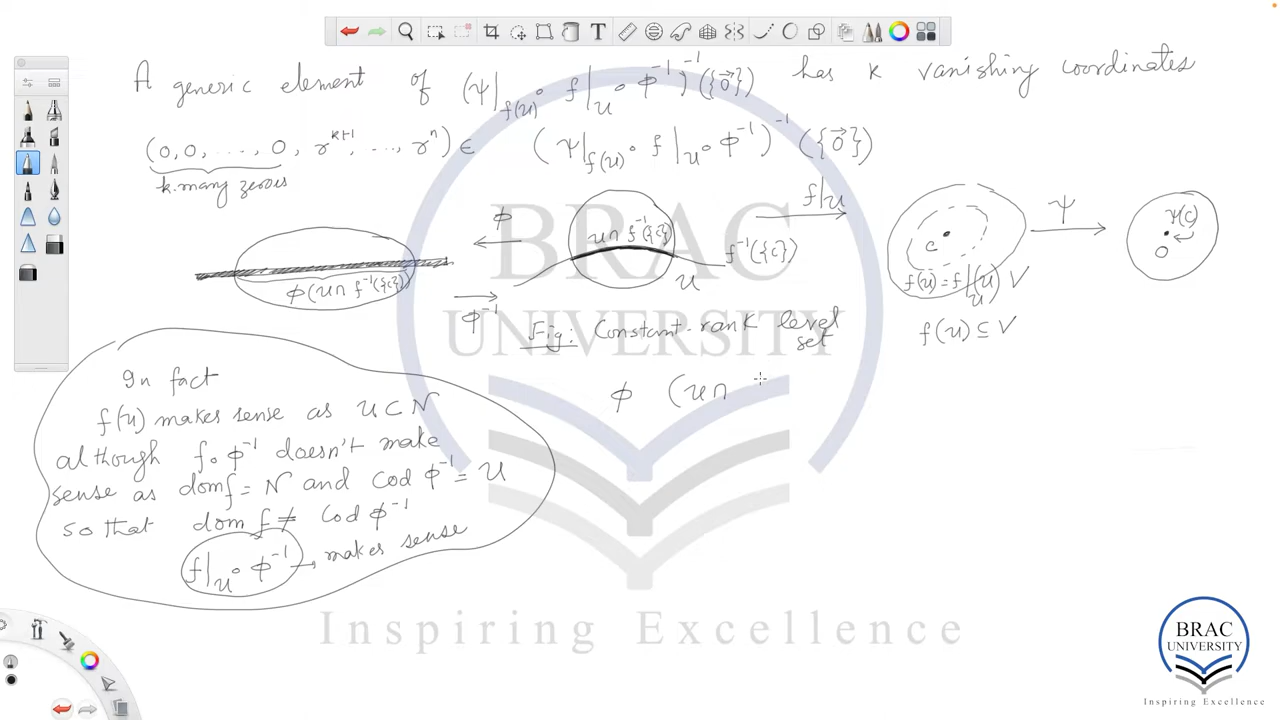 A generic element of (Ψ|f(U) ∘ f|U ∘ Φ⁻¹)⁻¹({0⃗}) has k vanishing coordinates
(0,0, ..., 0, r^{k+1}, ..., r^n) ∈ (Ψ|f(U) ∘ f|U ∘ Φ⁻¹)⁻¹({0⃗})
k-many zeroes
Φ
U∩f⁻¹({c})
f|U
f⁻¹({c})
U
Φ(U∩f⁻¹({c}))
Φ⁻¹
c
Ψ
Ψ(c)
0
f(U) = f|U(U)
V
f(U) ⊆ V
Fig: Constant-rank level set
Φ (U∩
In fact
f(U) makes sense as U ⊂ N
although f∘Φ⁻¹ doesn't make
sense as dom f = N and Cod Φ⁻¹ = U
so that dom f ≠ Cod Φ⁻¹
f|U ∘ Φ⁻¹ → makes sense
BRAC
UNIVERSITY
Inspiring Excellence
BRAC
UNIVERSITY
Inspiring Excellence